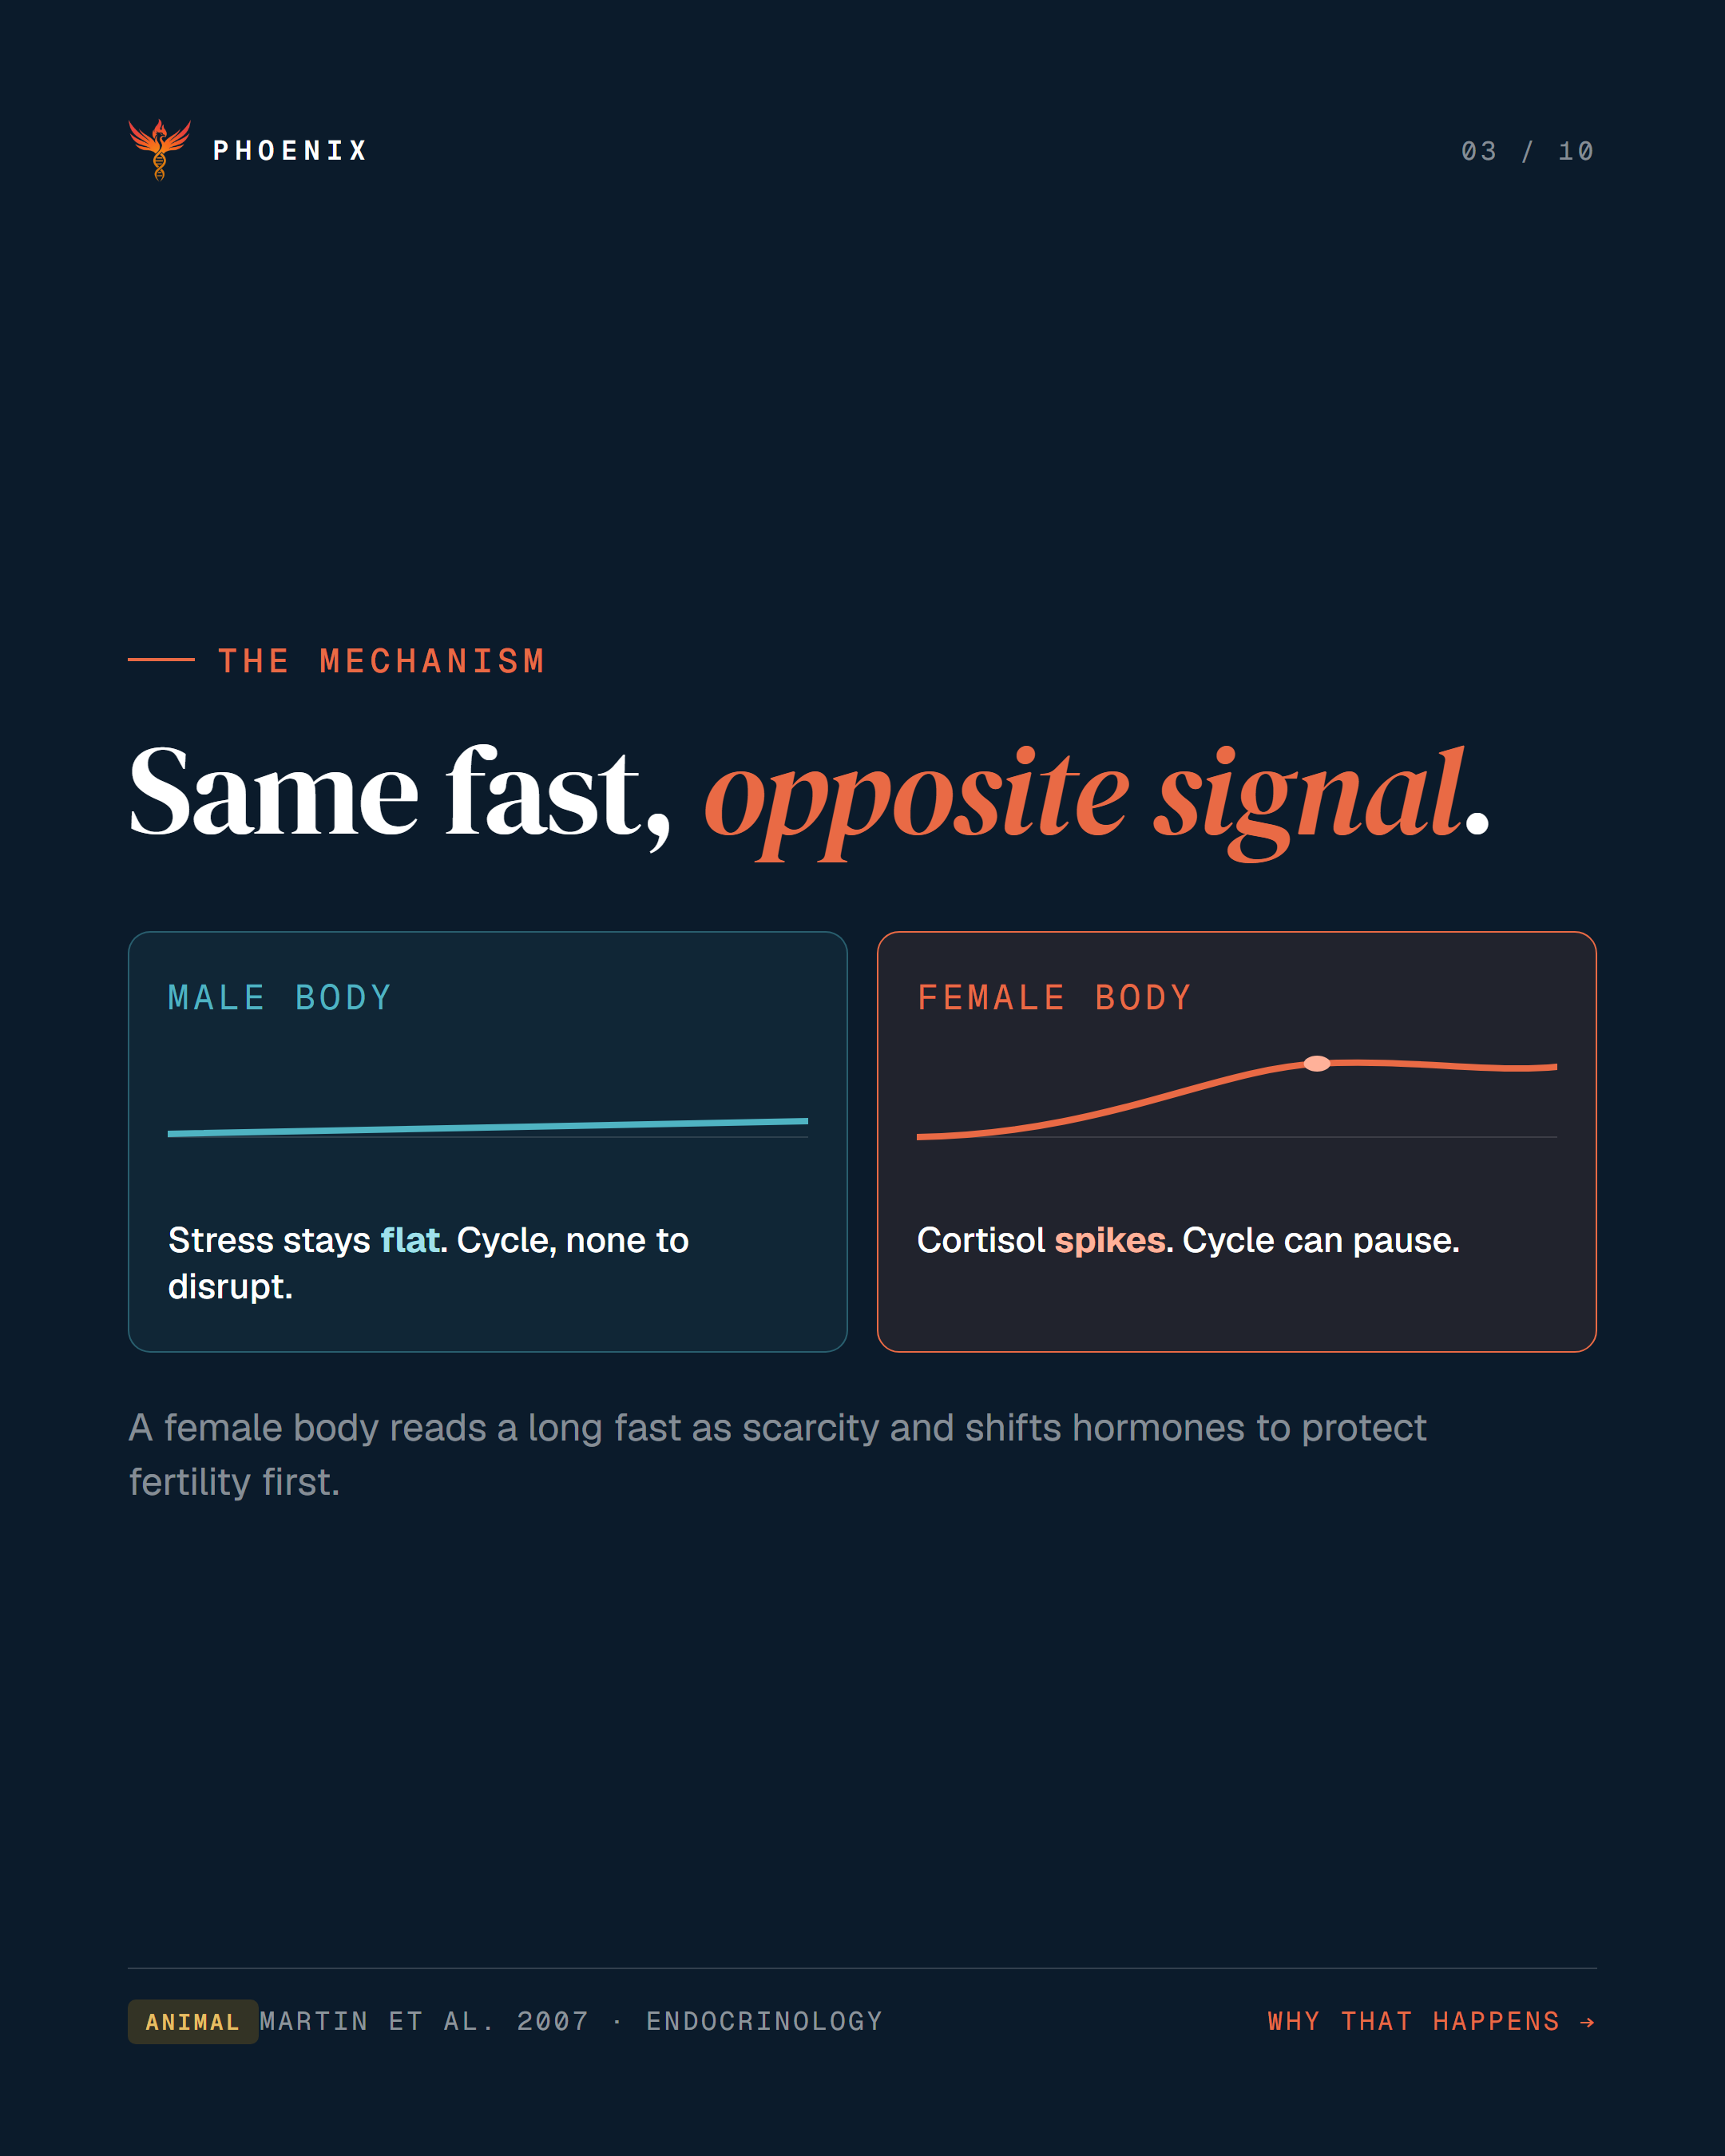 PHOENIX
03 / 10
THE MECHANISM
Same fast, opposite signal.
MALE BODY
Stress stays flat. Cycle, none to
disrupt.
FEMALE BODY
Cortisol spikes. Cycle can pause.
A female body reads a long fast as scarcity and shifts hormones to protect
fertility first.
ANIMAL MARTIN ET AL. 2007 · ENDOCRINOLOGY
WHY THAT HAPPENS →